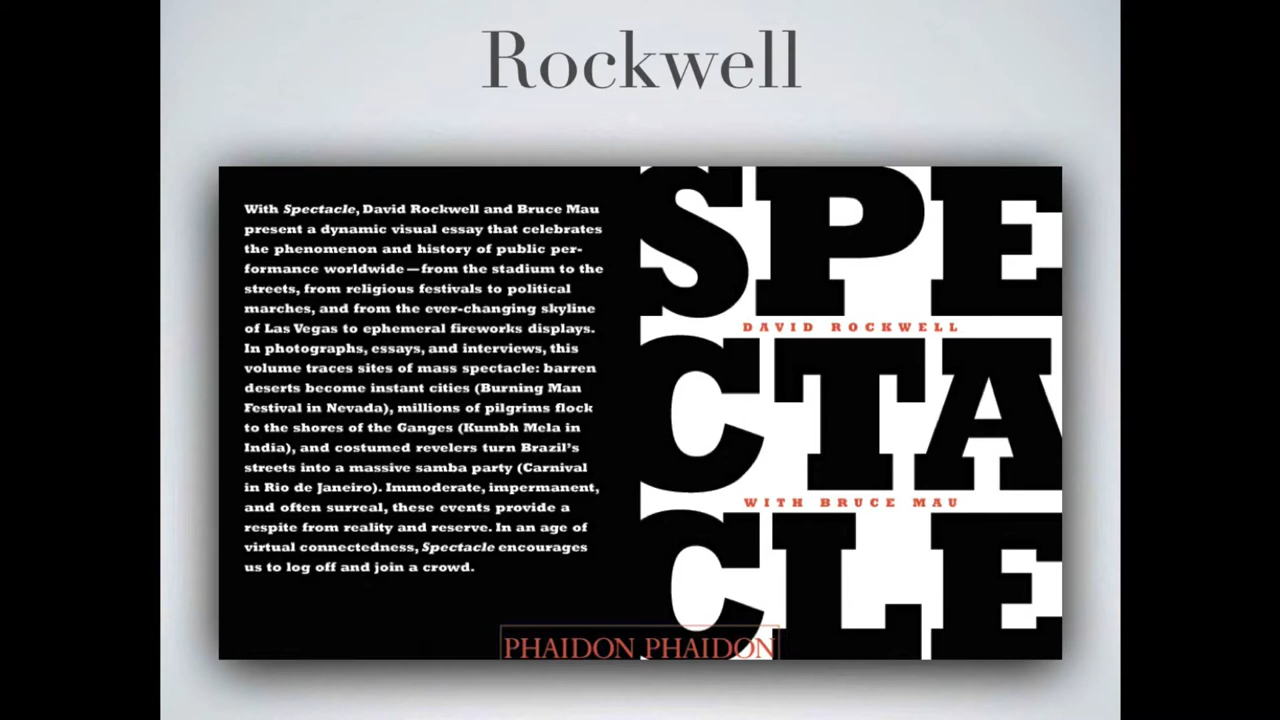 Rockwell
With Spectacle, David Rockwell and Bruce Mau
present a dynamic visual essay that celebrates
the phenomenon and history of public per-
formance worldwide—from the stadium to the
streets, from religious festivals to political
marches, and from the ever-changing skyline
of Las Vegas to ephemeral fireworks displays.
In photographs, essays, and interviews, this
volume traces sites of mass spectacle: barren
deserts become instant cities (Burning Man
Festival in Nevada), millions of pilgrims flock
to the shores of the Ganges (Kumbh Mela in
India), and costumed revelers turn Brazil's
streets into a massive samba party (Carnival
in Rio de Janeiro). Immoderate, impermanent,
and often surreal, these events provide a
respite from reality and reserve. In an age of
virtual connectedness, Spectacle encourages
us to log off and join a crowd.
SPE
DAVID ROCKWELL
CTA
WITH BRUCE MAU
CLE
PHAIDON PHAIDON